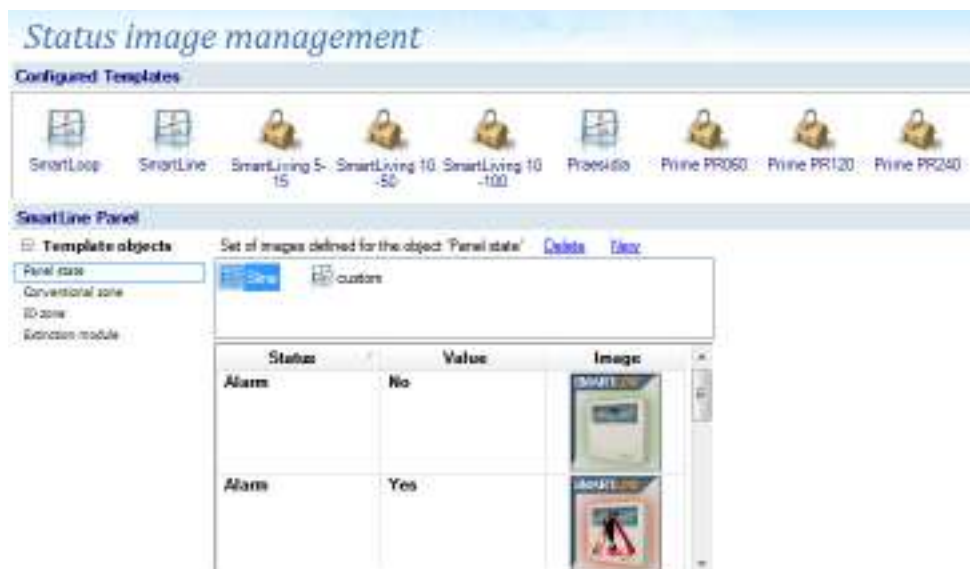 Status image management
Configured Templates
SmartLoop
SmartLine
SmartLiving 5-
15
SmartLiving 10
-50
SmartLiving 10
-100
Praesidia
Prime PR060
Prime PR120
Prime PR240
SmartLine Panel
Template objects
Panel state
Conventional zone
ID zone
Extinction module
Set of images defined for the object 'Panel state'
Delete
New
custom
Status
Value
Image
Alarm
No
Alarm
Yes